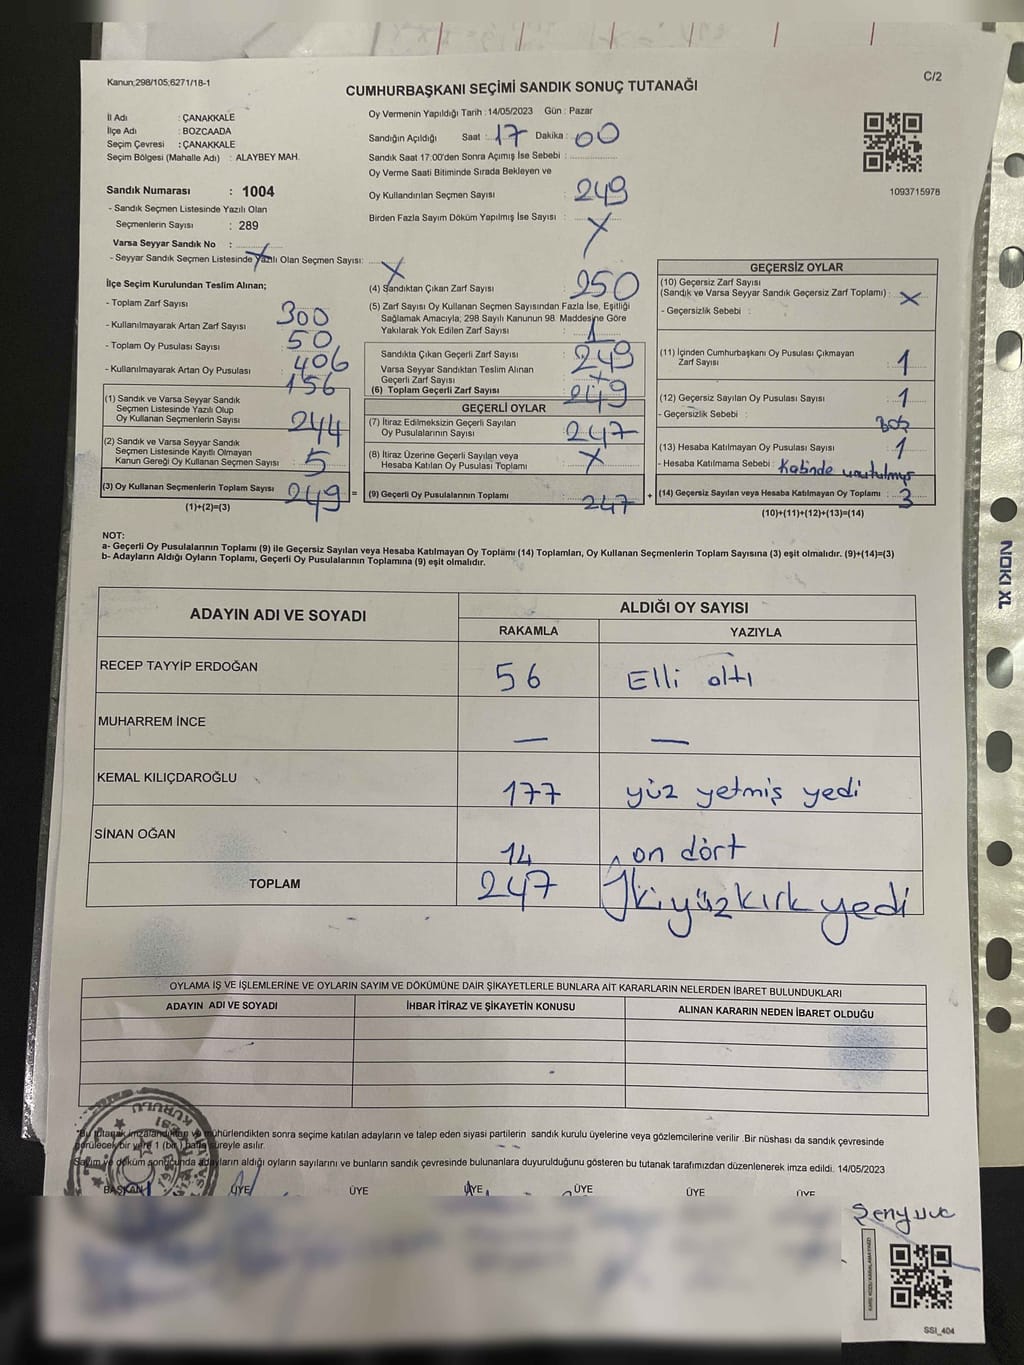 Kanun;298/105;6271/18-1
C/2
CUMHURBAŞKANI SEÇİMİ SANDIK SONUÇ TUTANAĞI
İl Adı : ÇANAKKALE
İlçe Adı : BOZCAADA
Seçim Çevresi : ÇANAKKALE
Seçim Bölgesi (Mahalle Adı) : ALAYBEY MAH.
Sandık Numarası : 1004
- Sandık Seçmen Listesinde Yazılı Olan
Seçmenlerin Sayısı : 289
Varsa Seyyar Sandık No :
- Seyyar Sandık Seçmen Listesinde Yazılı Olan Seçmen Sayısı: X
Oy Vermenin Yapıldığı Tarih :14/05/2023 Gün : Pazar
Sandığın Açıldığı Saat : 17 Dakika : 00
Sandık Saat 17:00'den Sonra Açımış İse Sebebi :
Oy Verme Saati Bitiminde Sırada Bekleyen ve
Oy Kullandırılan Seçmen Sayısı : 249
Birden Fazla Sayım Döküm Yapılmış İse Sayısı : X
1093715978
İlçe Seçim Kurulundan Teslim Alınan;
- Toplam Zarf Sayısı 300
- Kullanılmayarak Artan Zarf Sayısı 50
- Toplam Oy Pusulası Sayısı 406
- Kullanılmayarak Artan Oy Pusulası 156
(1) Sandık ve Varsa Seyyar Sandık
Seçmen Listesinde Yazılı Olup
Oy Kullanan Seçmenlerin Sayısı 244
(2) Sandık ve Varsa Seyyar Sandık
Seçmen Listesinde Kayıtlı Olmayan
Kanun Gereği Oy Kullanan Seçmen Sayısı 5
(3) Oy Kullanan Seçmenlerin Toplam Sayısı 249 =
(1)+(2)=(3)
(4) Sandıktan Çıkan Zarf Sayısı : 250
(5) Zarf Sayısı Oy Kullanan Seçmen Sayısından Fazla İse, Eşitliği
Sağlamak Amacıyla; 298 Sayılı Kanunun 98. Maddesine Göre
Yakılarak Yok Edilen Zarf Sayısı : 1
Sandıkta Çıkan Geçerli Zarf Sayısı : 249
Varsa Seyyar Sandıktan Teslim Alınan
Geçerli Zarf Sayısı : X
(6) Toplam Geçerli Zarf Sayısı : 249
GEÇERLİ OYLAR
(7) İtiraz Edilmeksizin Geçerli Sayılan
Oy Pusulalarının Sayısı : 247
(8) İtiraz Üzerine Geçerli Sayılan veya
Hesaba Katılan Oy Pusulası Toplamı : X
(9) Geçerli Oy Pusulalarının Toplamı : 247 +
GEÇERSİZ OYLAR
(10) Geçersiz Zarf Sayısı
(Sandık ve Varsa Seyyar Sandık Geçersiz Zarf Toplamı) : X
- Geçersizlik Sebebi :
(11) İçinden Cumhurbaşkanı Oy Pusulası Çıkmayan
Zarf Sayısı : 1
(12) Geçersiz Sayılan Oy Pusulası Sayısı : 1
- Geçersizlik Sebebi : Boş
(13) Hesaba Katılmayan Oy Pusulası Sayısı : 1
- Hesaba Katılmama Sebebi : Kabinde unutulmuş
(14) Geçersiz Sayılan veya Hesaba Katılmayan Oy Toplamı : 3
(10)+(11)+(12)+(13)=(14)
NOT:
a- Geçerli Oy Pusulalarının Toplamı (9) ile Geçersiz Sayılan veya Hesaba Katılmayan Oy Toplamı (14) Toplamları, Oy Kullanan Seçmenlerin Toplam Sayısına (3) eşit olmalıdır. (9)+(14)=(3)
b- Adayların Aldığı Oyların Toplamı, Geçerli Oy Pusulalarının Toplamına (9) eşit olmalıdır.
ADAYIN ADI VE SOYADI ALDIĞI OY SAYISI
RAKAMLA YAZIYLA
RECEP TAYYİP ERDOĞAN 56 Elli altı
MUHARREM İNCE — —
KEMAL KILIÇDAROĞLU 177 yüz yetmiş yedi
SİNAN OĞAN 14 on dört
TOPLAM 247 İkiyüzkırkyedi
OYLAMA İŞ VE İŞLEMLERİNE VE OYLARIN SAYIM VE DÖKÜMÜNE DAİR ŞİKAYETLERLE BUNLARA AİT KARARLARIN NELERDEN İBARET BULUNDUKLARI
ADAYIN ADI VE SOYADI İHBAR İTİRAZ VE ŞİKAYETİN KONUSU ALINAN KARARIN NEDEN İBARET OLDUĞU
*Bu tutanak imzalandıktan ve mühürlendikten sonra seçime katılan adayların ve talep eden siyasi partilerin sandık kurulu üyelerine veya gözlemcilerine verilir .Bir nüshası da sandık çevresinde
görülecek bir yere 1 (bir ) hafta süreyle asılır.
Sayım ve döküm sonucunda adayların aldığı oyların sayılarını ve bunların sandık çevresinde bulunanlara duyurulduğunu gösteren bu tutanak tarafımızdan düzenlenerek imza edildi. 14/05/2023
BAŞKAN ÜYE ÜYE ÜYE ÜYE ÜYE ÜYE
SSI_404
NOKI XL